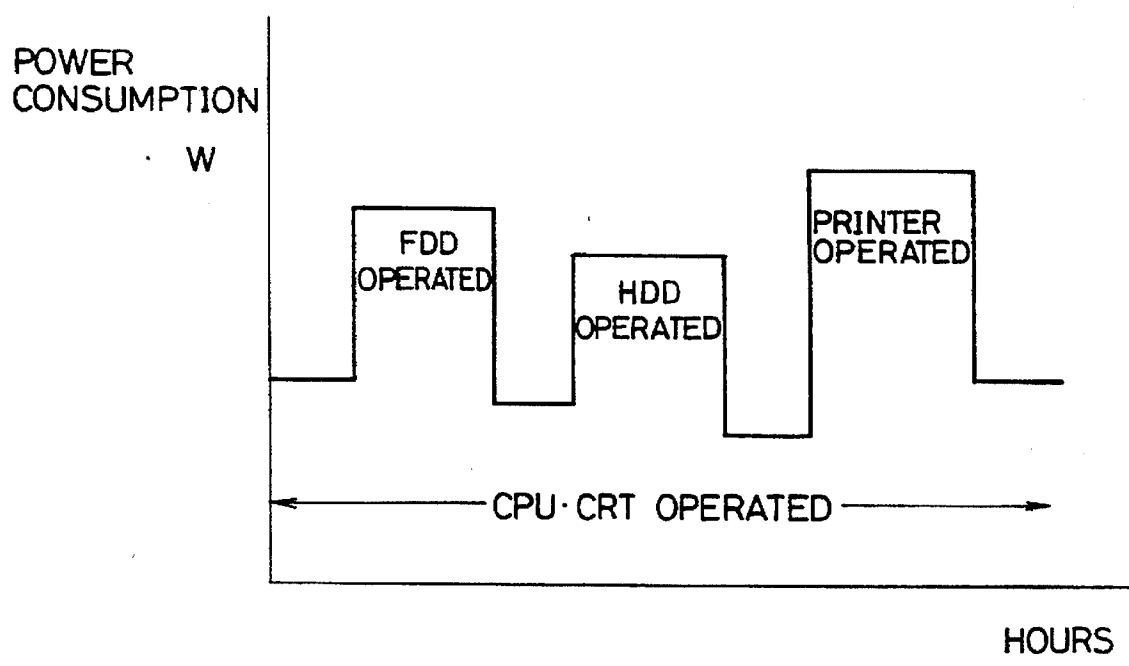 POWER
CONSUMPTION
W
FDD
OPERATED
HDD
OPERATED
PRINTER
OPERATED
CPU·CRT OPERATED
HOURS